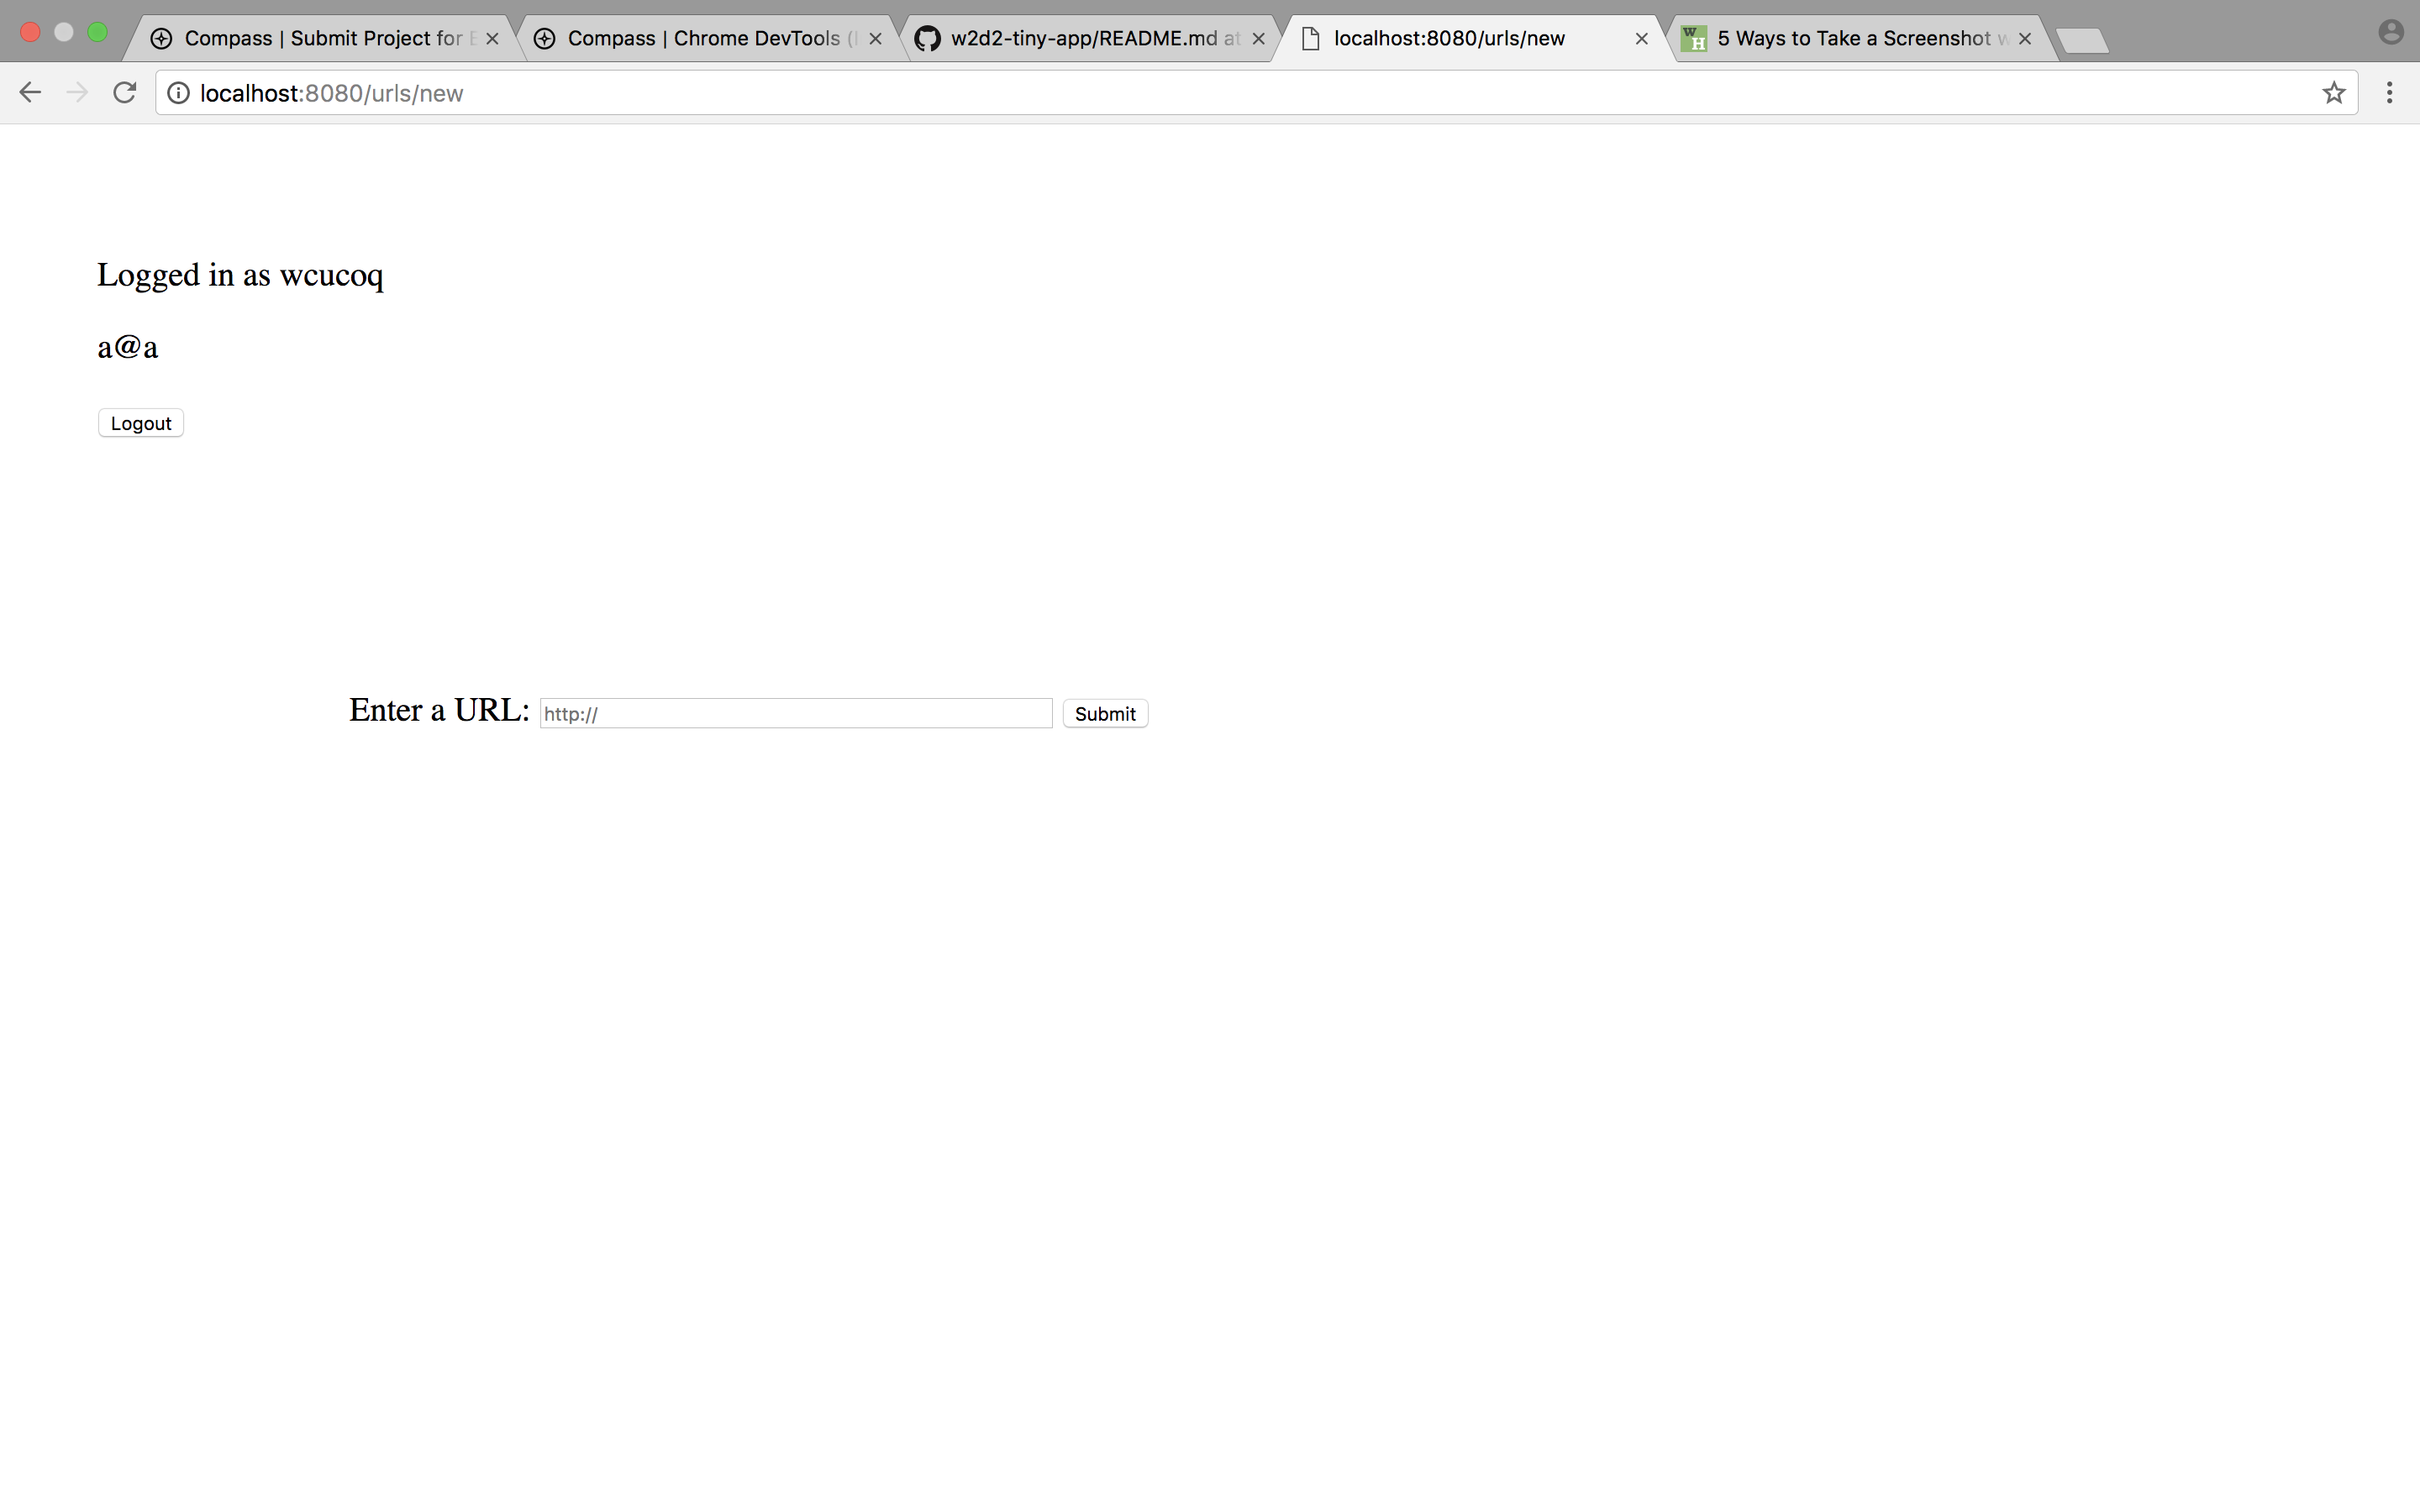 Compass | Submit Project for
Compass | Chrome DevTools (
w2d2-tiny-app/README.md at
localhost:8080/urls/new
5 Ways to Take a Screenshot w
localhost:8080/urls/new
Logged in as wcucoq
a@a
Logout
Enter a URL: http:// Submit